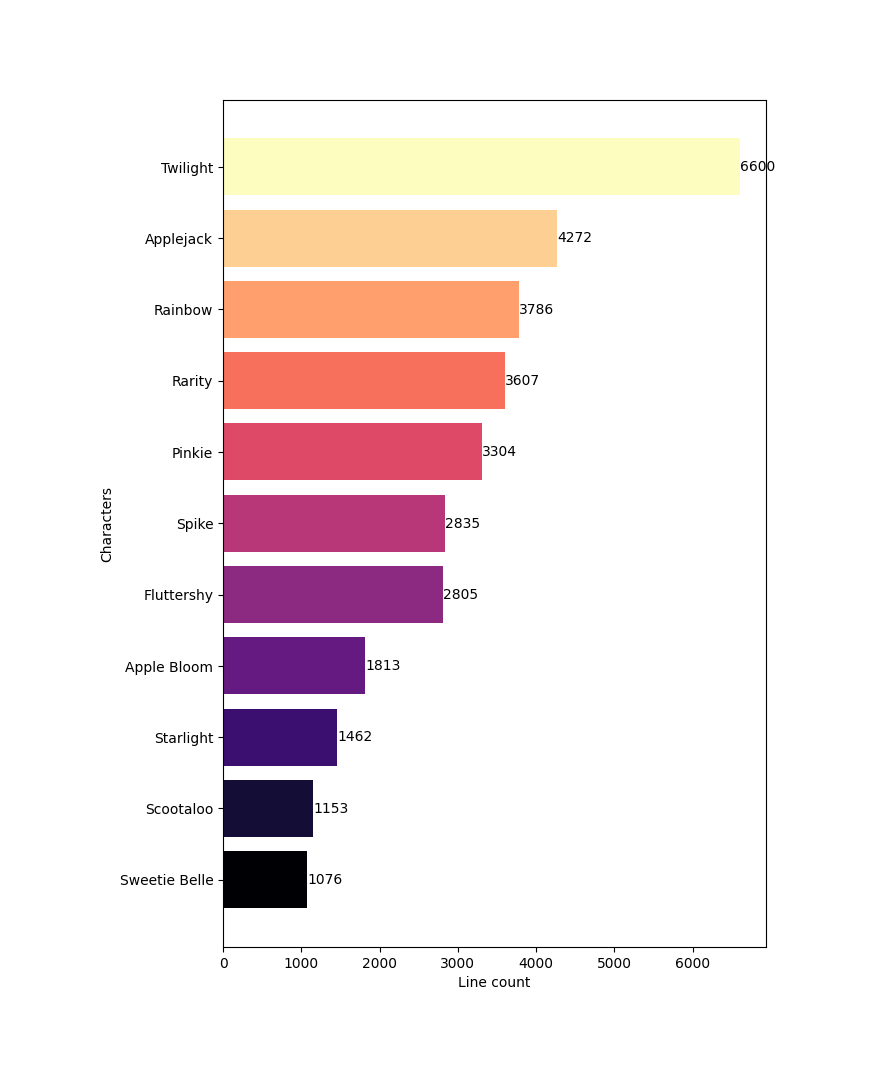 Twilight 6600
Applejack 4272
Rainbow 3786
Rarity 3607
Pinkie 3304
Characters
Spike 2835
Fluttershy 2805
Apple Bloom 1813
Starlight 1462
Scootaloo 1153
Sweetie Belle 1076
0 1000 2000 3000 4000 5000 6000
Line count